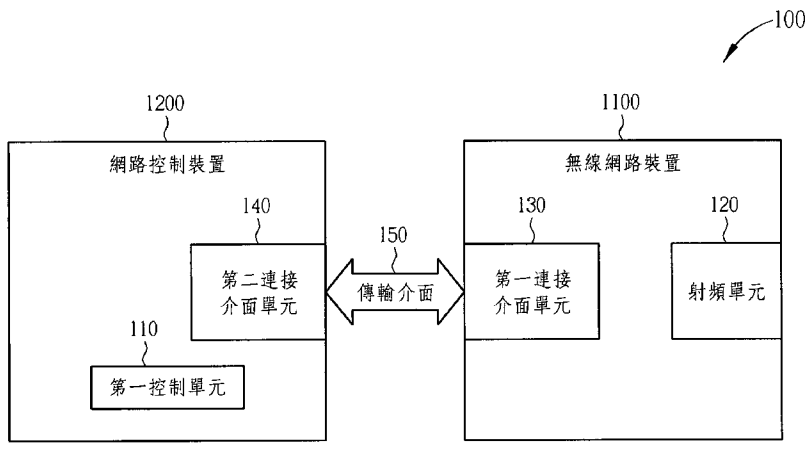 100
1200
網路控制裝置
140
第二連接
介面單元
110
第一控制單元
150
傳輸介面
1100
無線網路裝置
130
第一連接
介面單元
120
射頻單元